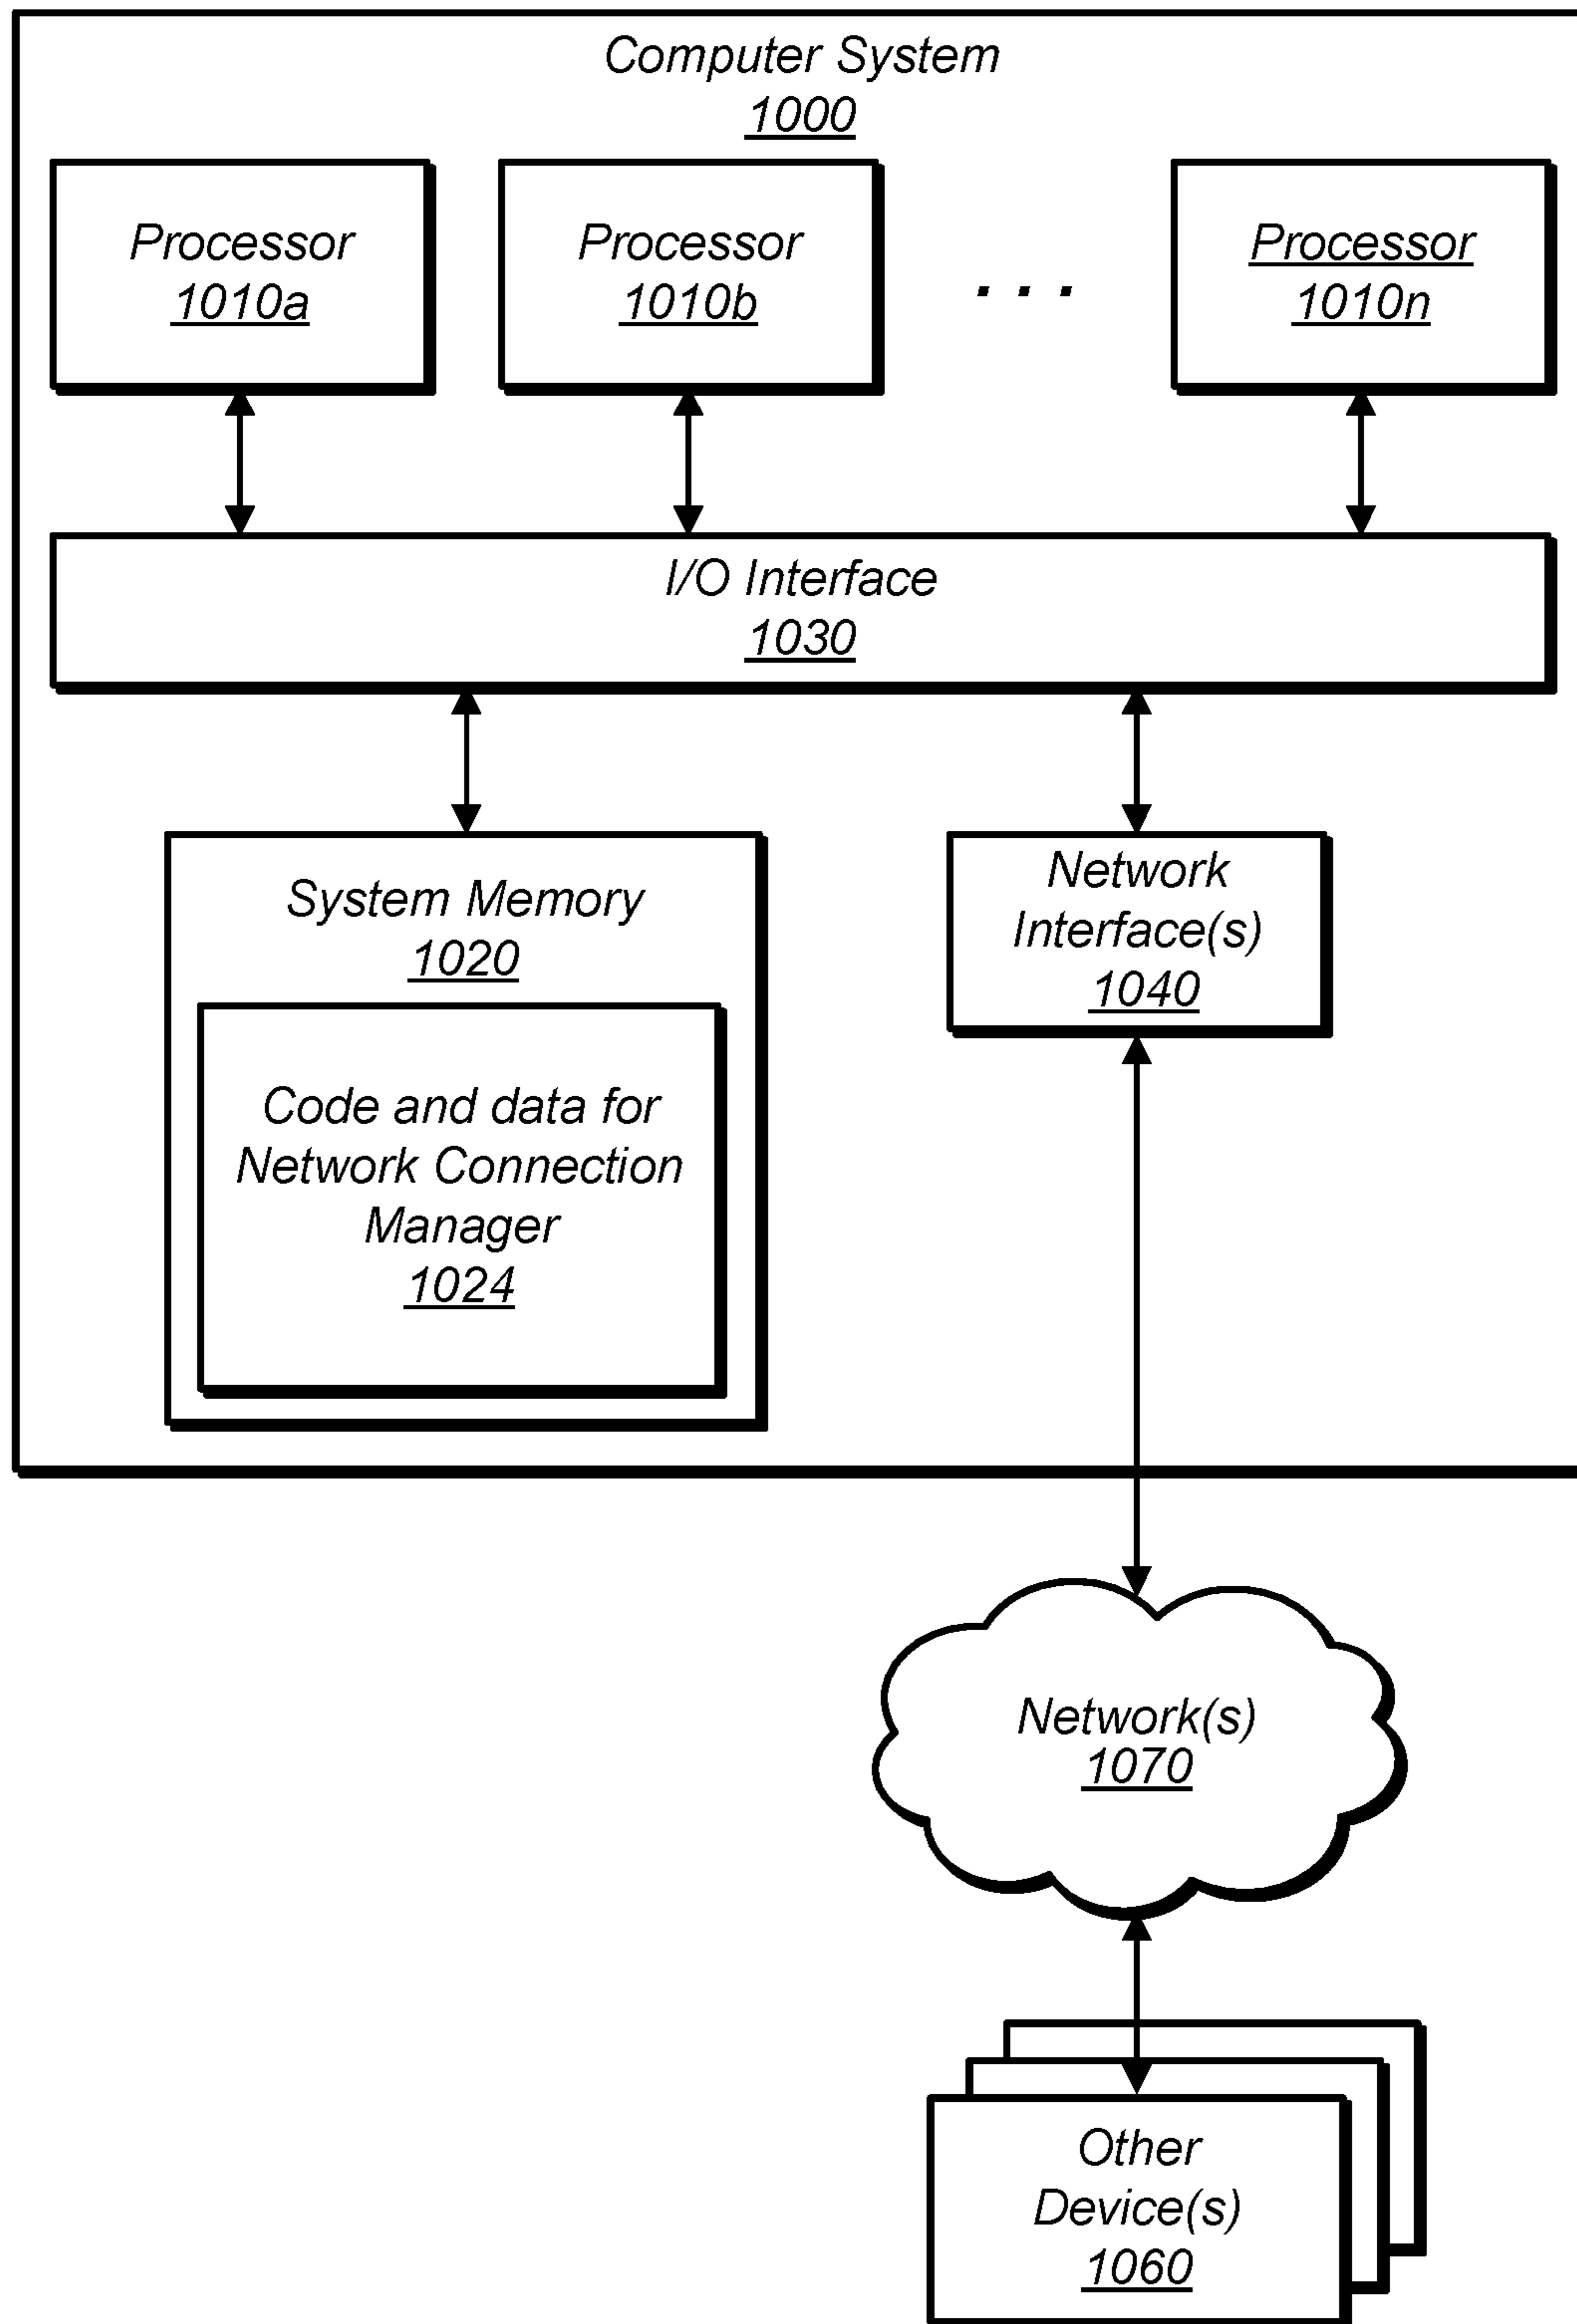 Computer System
1000
Processor
1010a
Processor
1010b
. . .
Processor
1010n
I/O Interface
1030
System Memory
1020
Code and data for
Network Connection
Manager
1024
Network
Interface(s)
1040
Network(s)
1070
Other
Device(s)
1060